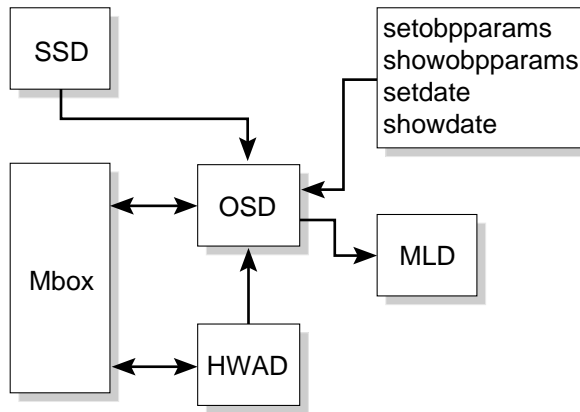 SSD
setobpparams
showobpparams
setdate
showdate
OSD
MLD
Mbox
HWAD